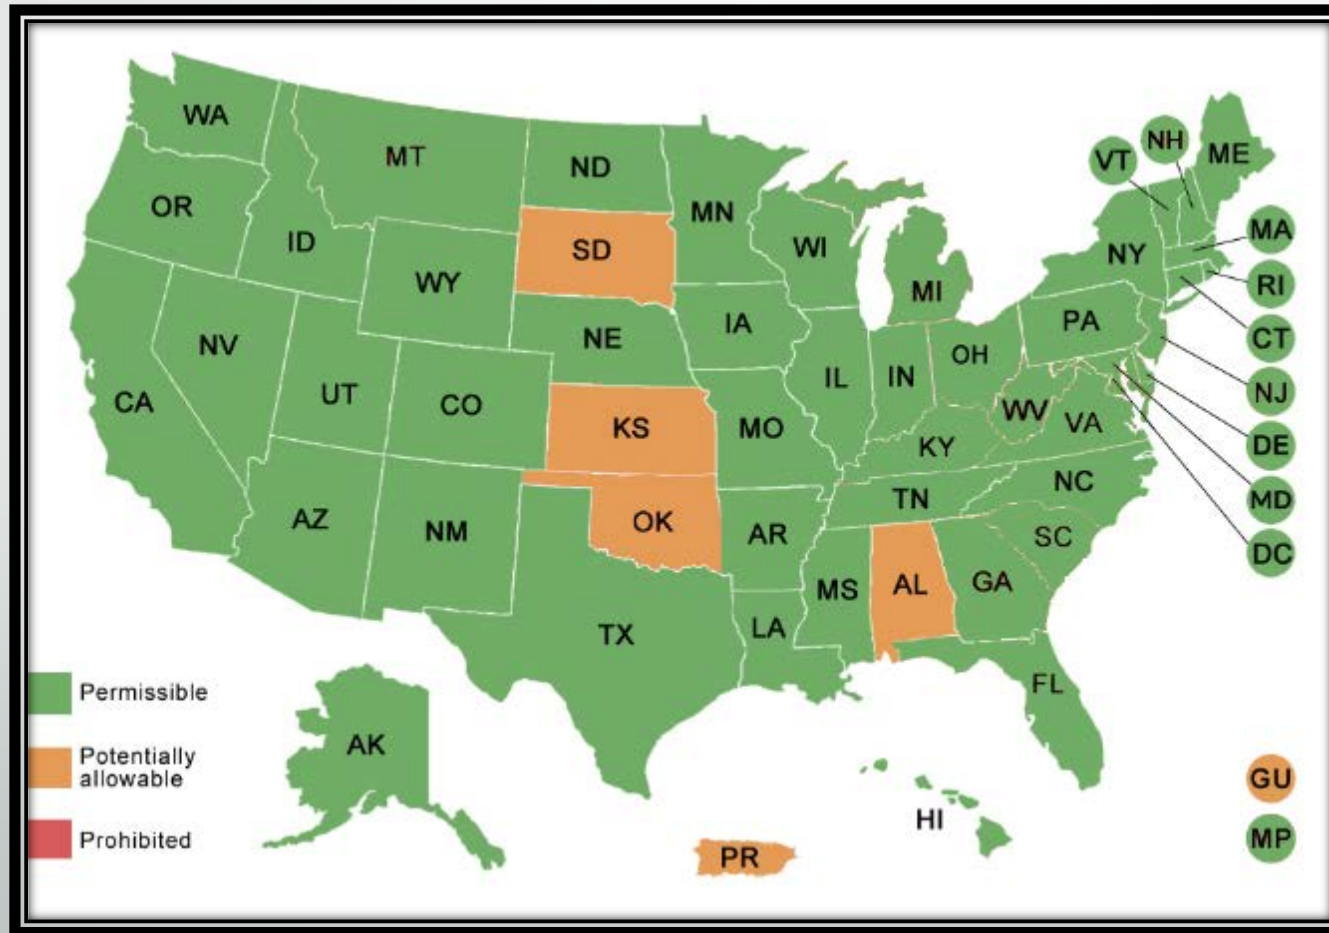 WA
MT
ND
MN
VT
NH
ME
OR
ID
SD
WI
MI
NY
MA
RI
WY
CT
IA
PA
NE
NV
OH
NJ
IL
IN
UT
CO
CA
KS
MO
WV
VA
DE
KY
AZ
NM
OK
AR
TN
NC
MD
SC
DC
MS
AL
GA
TX
LA
FL
AK
HI
PR
GU
MP
Permissible
Potentially
allowable
Prohibited